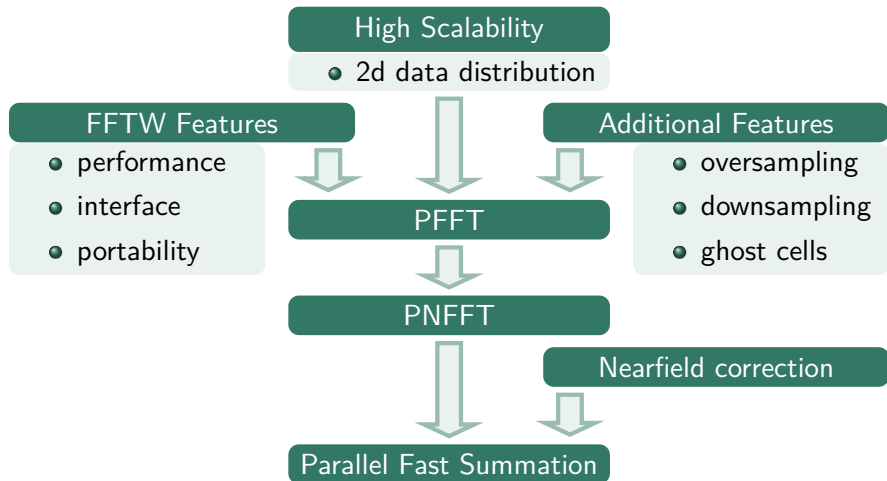 High Scalability
2d data distribution
FFTW Features
performance
interface
portability
Additional Features
oversampling
downsampling
ghost cells
PFFT
PNFFT
Nearfield correction
Parallel Fast Summation